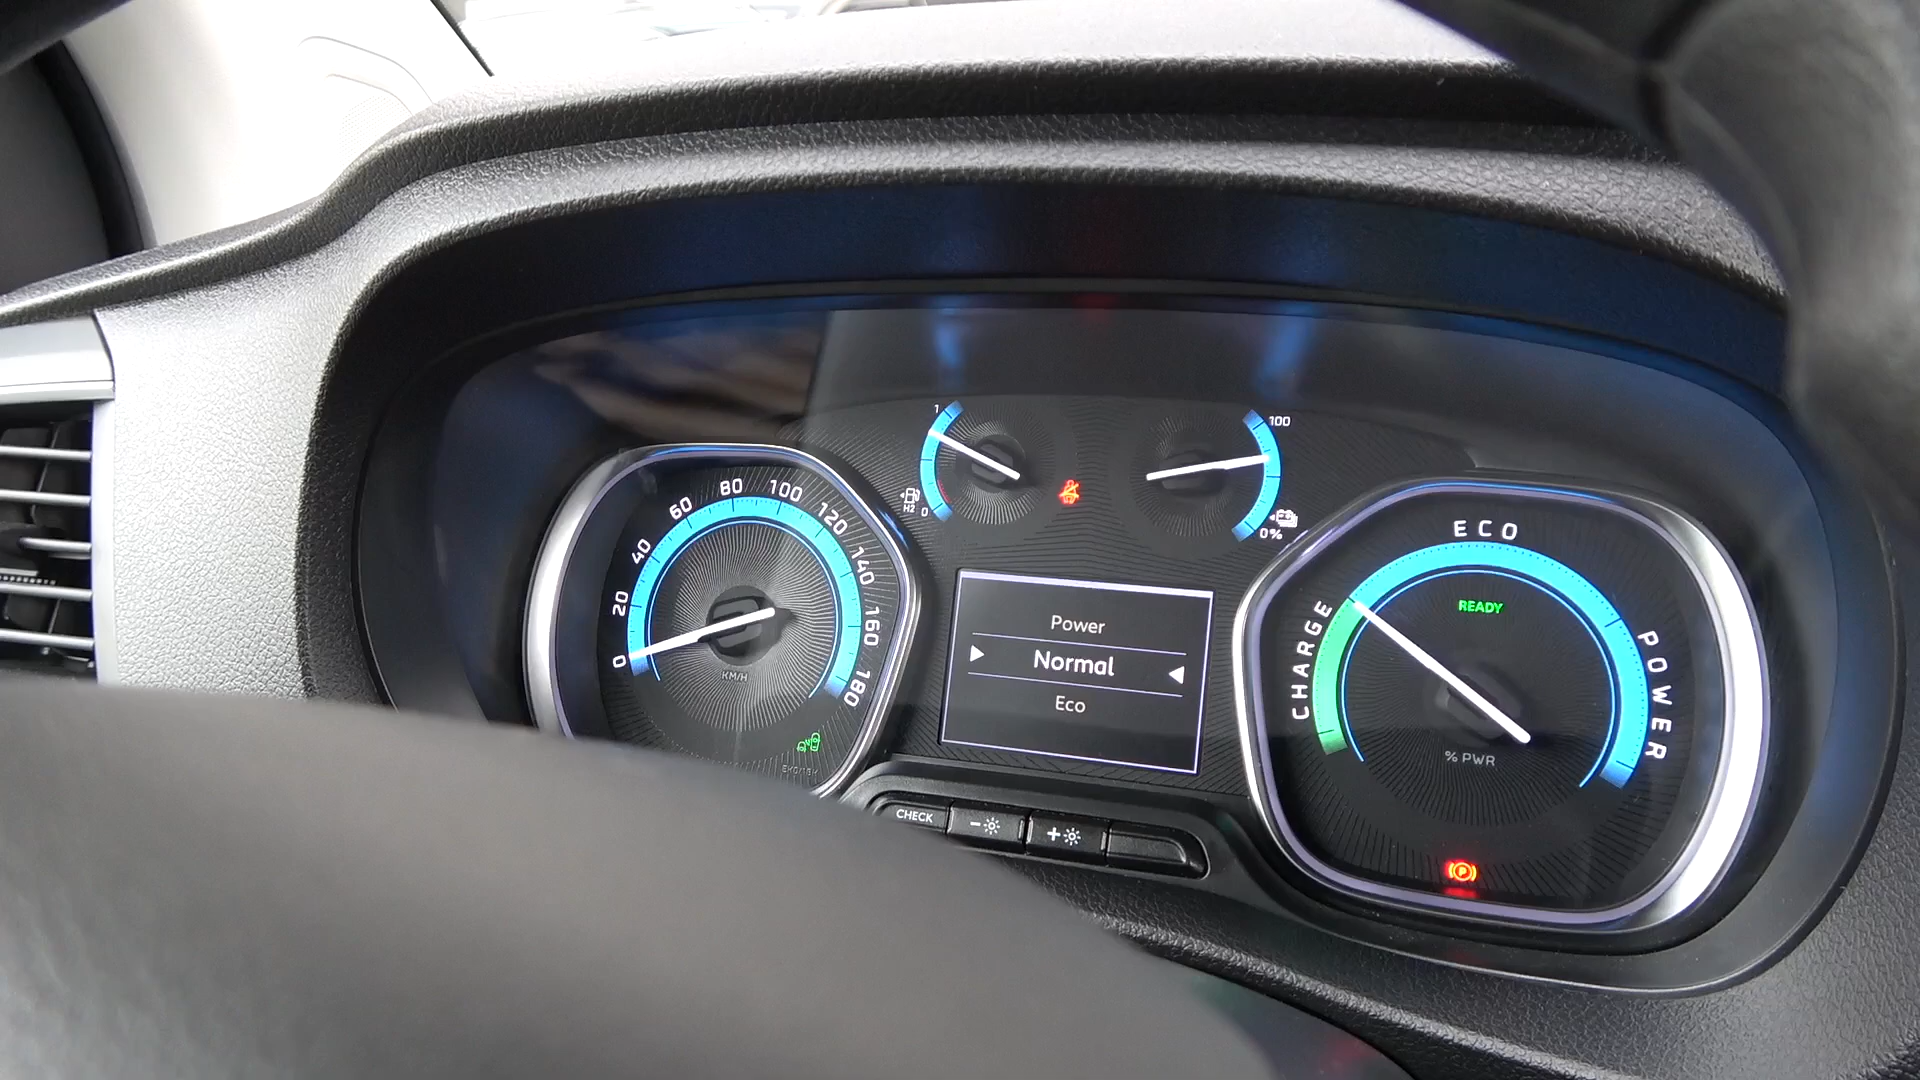 1
100
H2
0
0%
0
20
40
60
80
100
120
140
160
180
KM/H
Power
Normal
Eco
ECO
CHARGE
POWER
READY
% PWR
P
CHECK
-
+